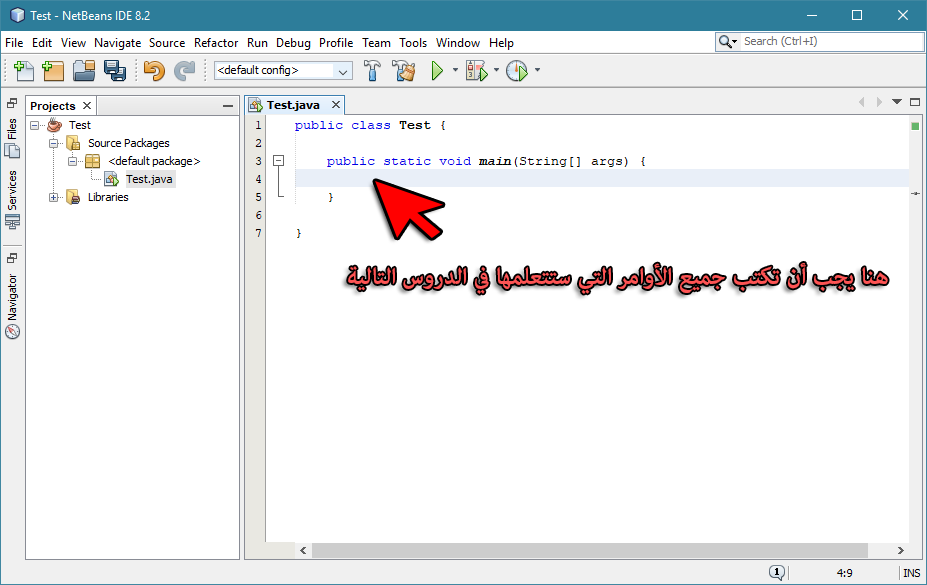 Test - NetBeans IDE 8.2
File Edit View Navigate Source Refactor Run Debug Profile Team Tools Window Help
Search (Ctrl+I)
<default config>
Files
Services
Navigator
Projects
Test
Source Packages
<default package>
Test.java
Libraries
Test.java
1 public class Test {
2
3 public static void main(String[] args) {
4
5 }
6
7 }
هنا يجب أن تكتب جميع الأوامر التي ستتعلمها في الدروس التالية
1
4:9
INS